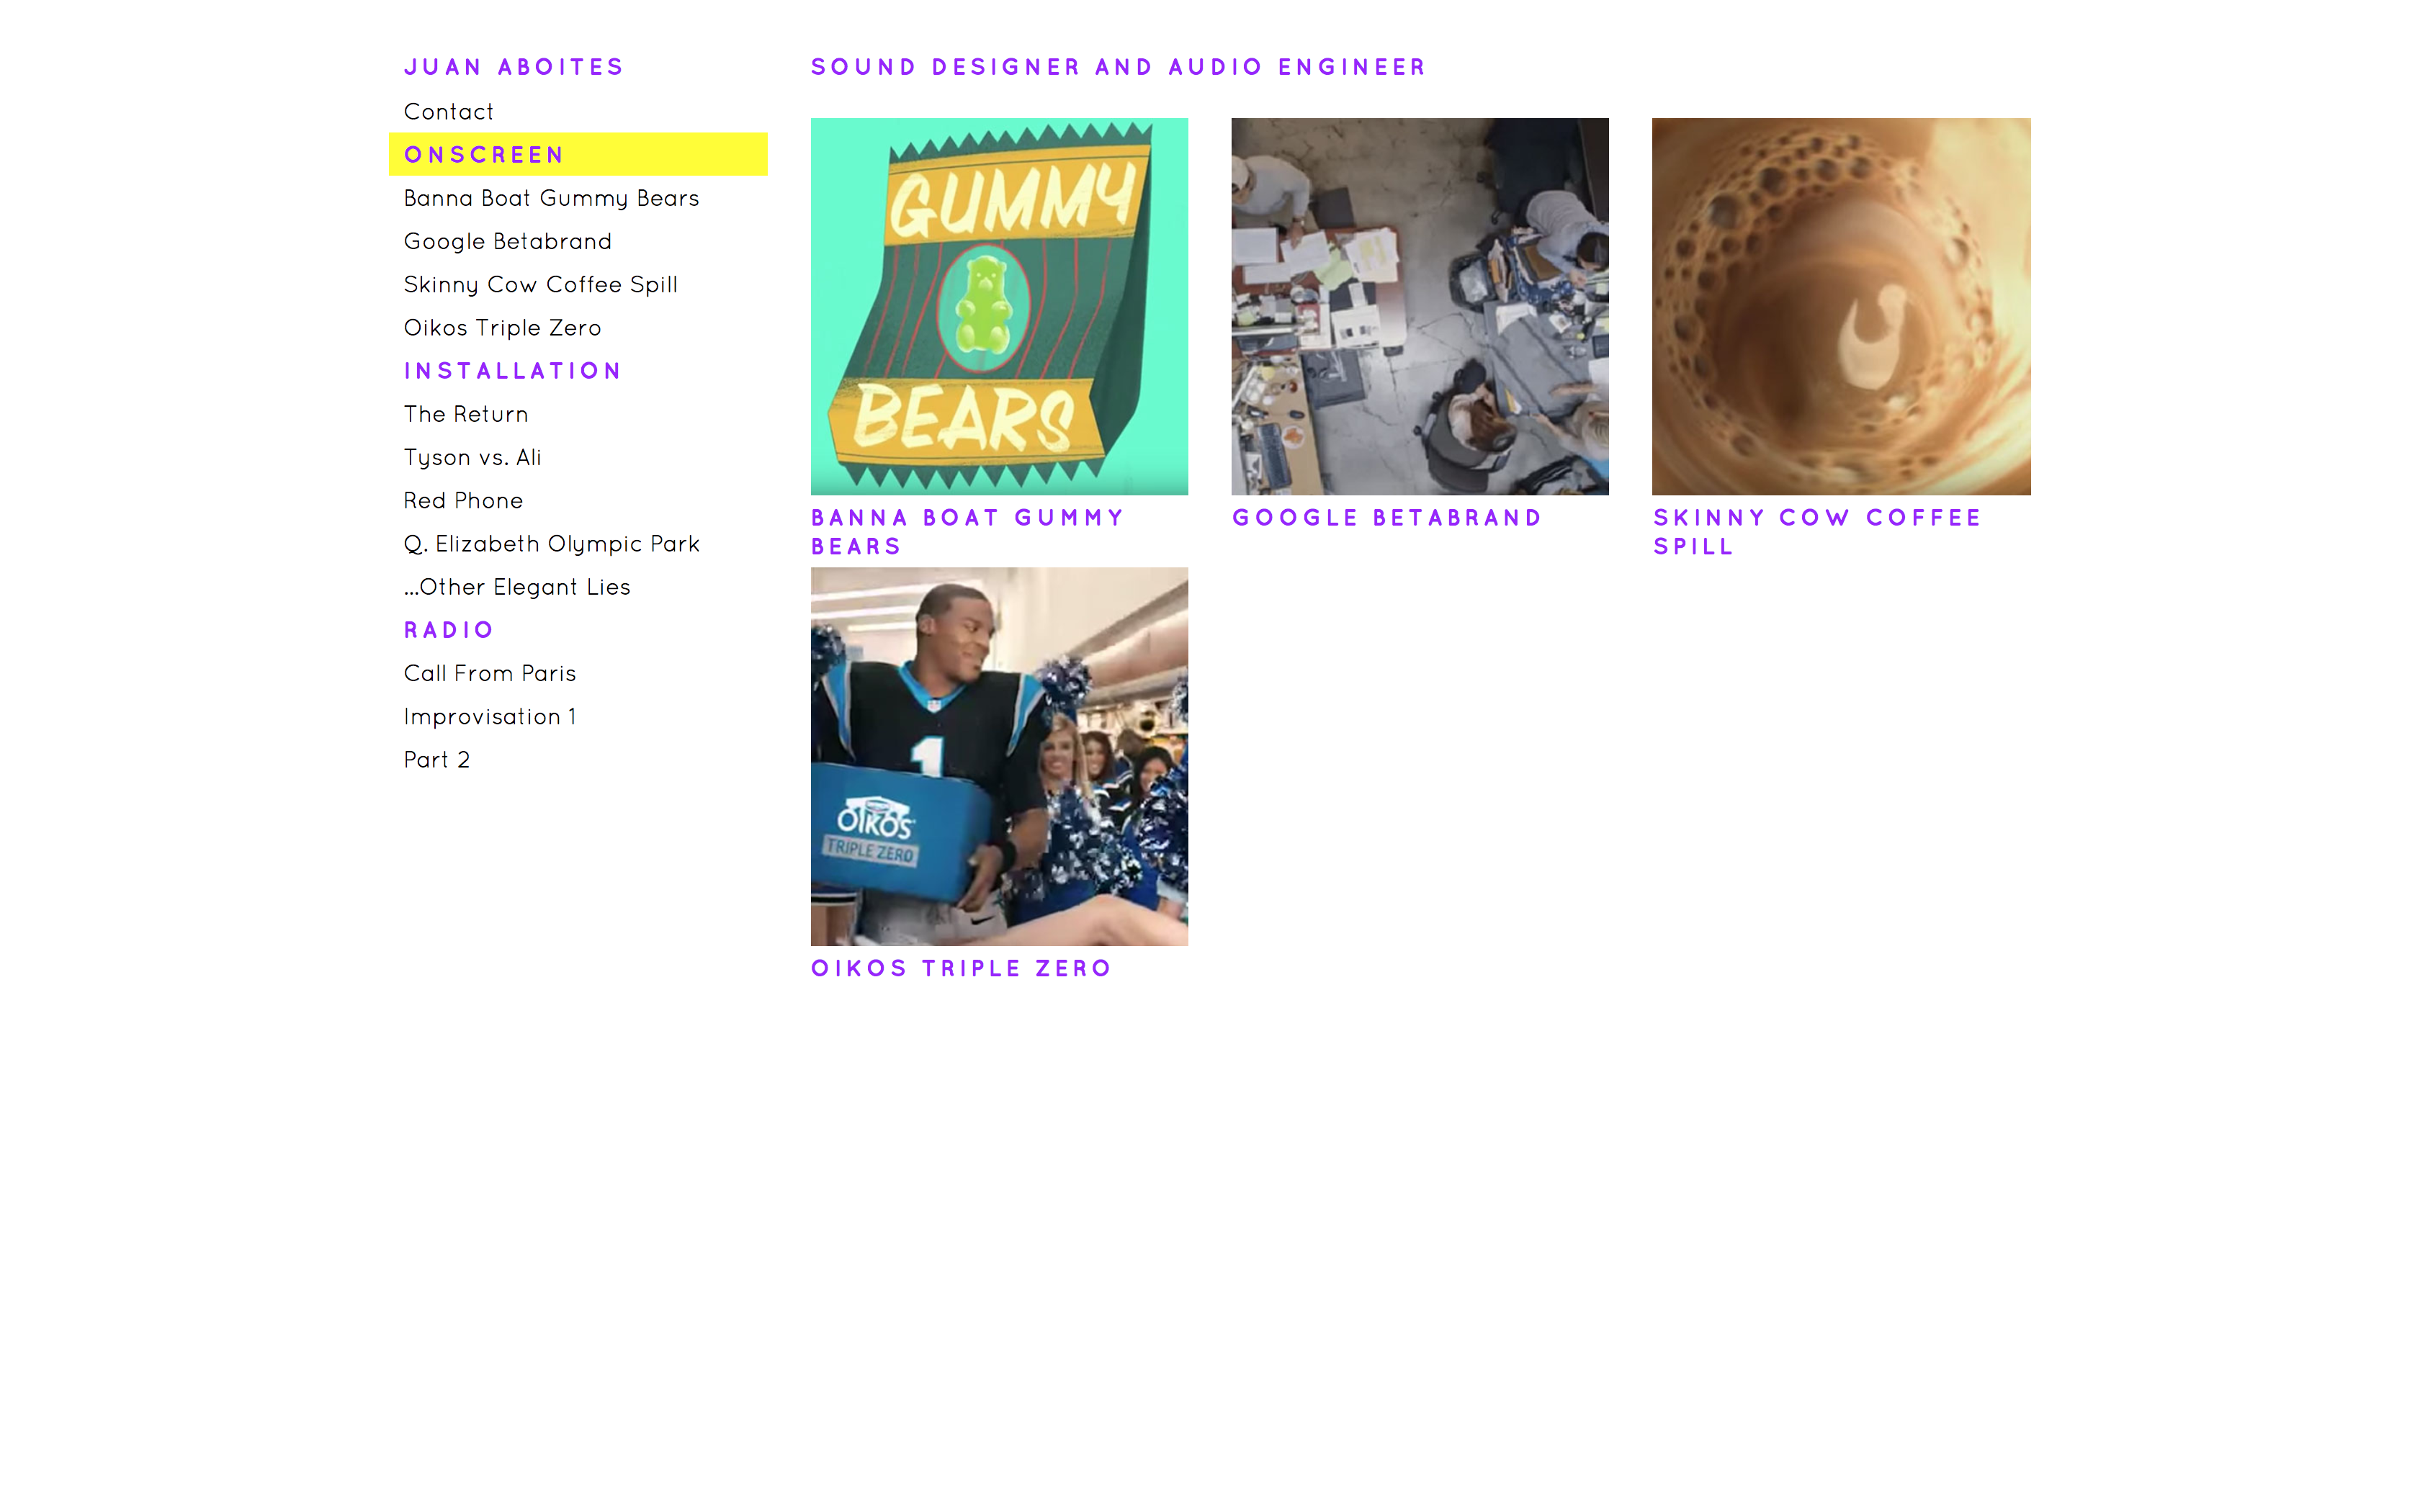 JUAN ABOITES
Contact
ONSCREEN
Banna Boat Gummy Bears
Google Betabrand
Skinny Cow Coffee Spill
Oikos Triple Zero
INSTALLATION
The Return
Tyson vs. Ali
Red Phone
Q. Elizabeth Olympic Park
...Other Elegant Lies
RADIO
Call From Paris
Improvisation 1
Part 2
SOUND DESIGNER AND AUDIO ENGINEER
GUMMY
BEARS
BANNA BOAT GUMMY
BEARS
GOOGLE BETABRAND
SKINNY COW COFFEE
SPILL
1
OIKOS
TRIPLE ZERO
OIKOS TRIPLE ZERO